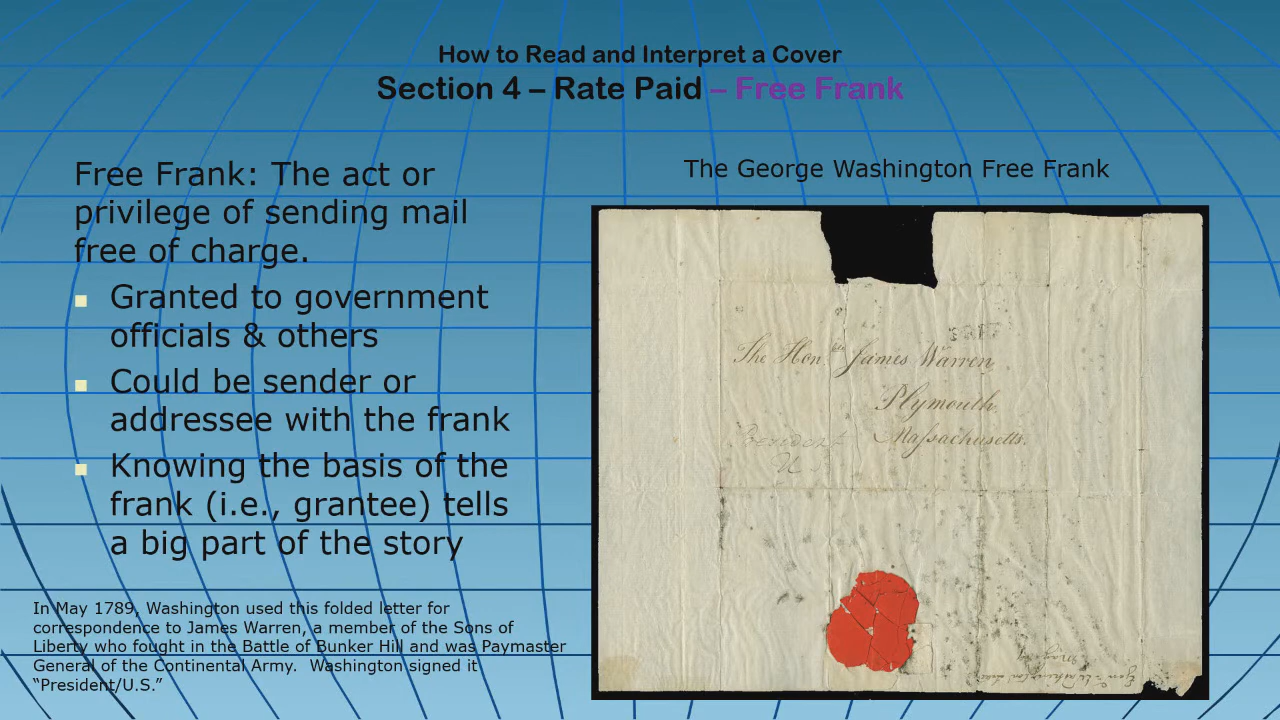 How to Read and Interpret a Cover
Section 4 – Rate Paid – Free Frank
Free Frank: The act or
privilege of sending mail
free of charge.
Granted to government
officials & others
Could be sender or
addressee with the frank
Knowing the basis of the
frank (i.e., grantee) tells
a big part of the story
In May 1789, Washington used this folded letter for
correspondence to James Warren, a member of the Sons of
Liberty who fought in the Battle of Bunker Hill and was Paymaster
General of the Continental Army.  Washington signed it
“President/U.S.”
The George Washington Free Frank
The Hon.ble James Warren
Plymouth
President
Massachusetts.
U